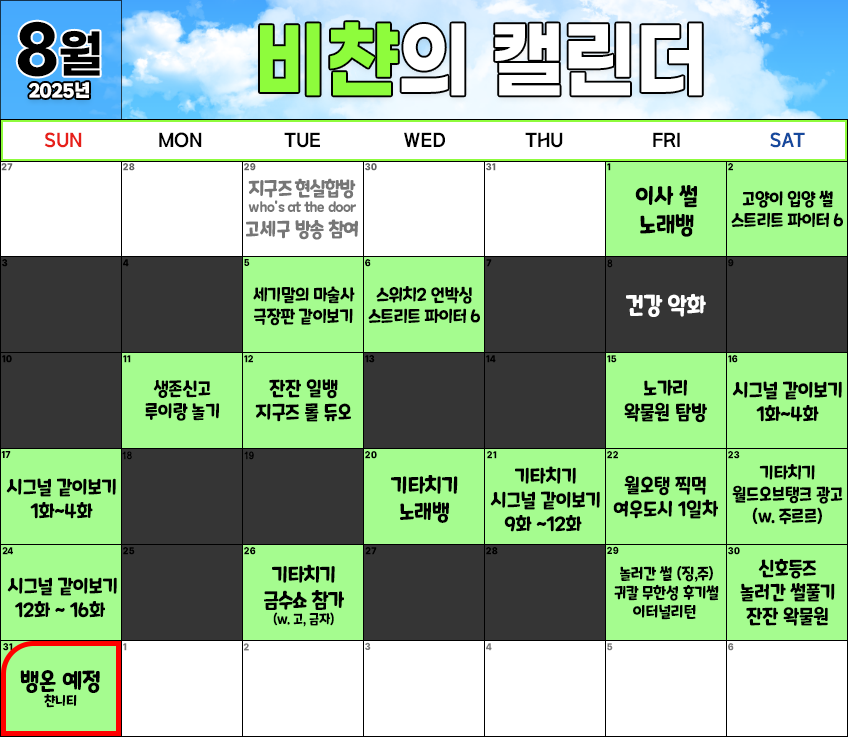 8월
2025년
비챤의 캘린더
SUN MON TUE WED THU FRI SAT
27 28 29 30 31 1 2
지구즈 현실합방
who's at the door
고세구 방송 참여
이사 썰
노래뱅
고양이 입양 썰
스트리트 파이터 6
3 4 5 6 7 8 9
세기말의 마술사
극장판 같이보기
스위치2 언박싱
스트리트 파이터 6
건강 악화
10 11 12 13 14 15 16
생존신고
루이랑 놀기
잔잔 일뱅
지구즈 롤 듀오
노가리
왁물원 탐방
시그널 같이보기
1화~4화
17 18 19 20 21 22 23
시그널 같이보기
1화~4화
기타치기
노래뱅
기타치기
시그널 같이보기
9화 ~12화
월오탱 찍먹
여우도시 1일차
기타치기
월드오브탱크 광고
(w. 주르르)
24 25 26 27 28 29 30
시그널 같이보기
12화 ~ 16화
기타치기
금수쇼 참가
(w. 고, 금자)
놀러간 썰 (징,주)
귀칼 무한성 후기썰
이터널리턴
신호등즈
놀러간 썰풀기
잔잔 왁물원
31 1 2 3 4 5 6
뱅온 예정
챤니티